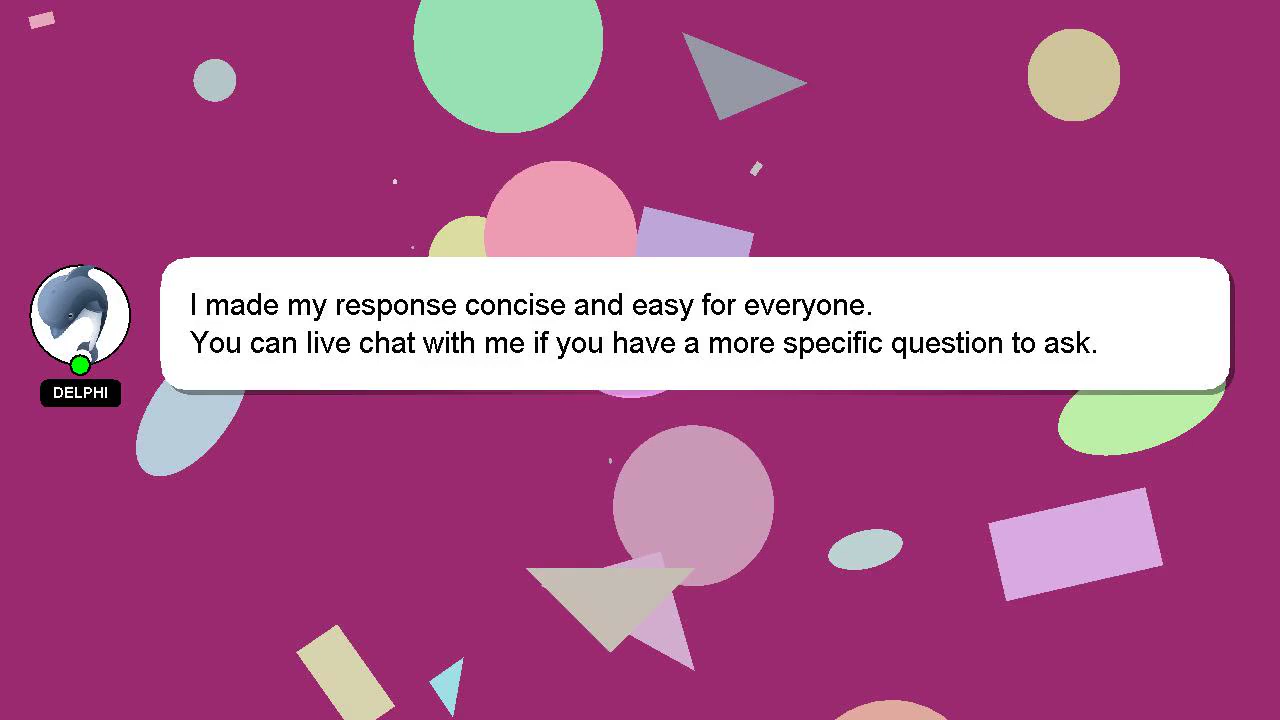 I made my response concise and easy for everyone.
You can live chat with me if you have a more specific question to ask.
DELPHI